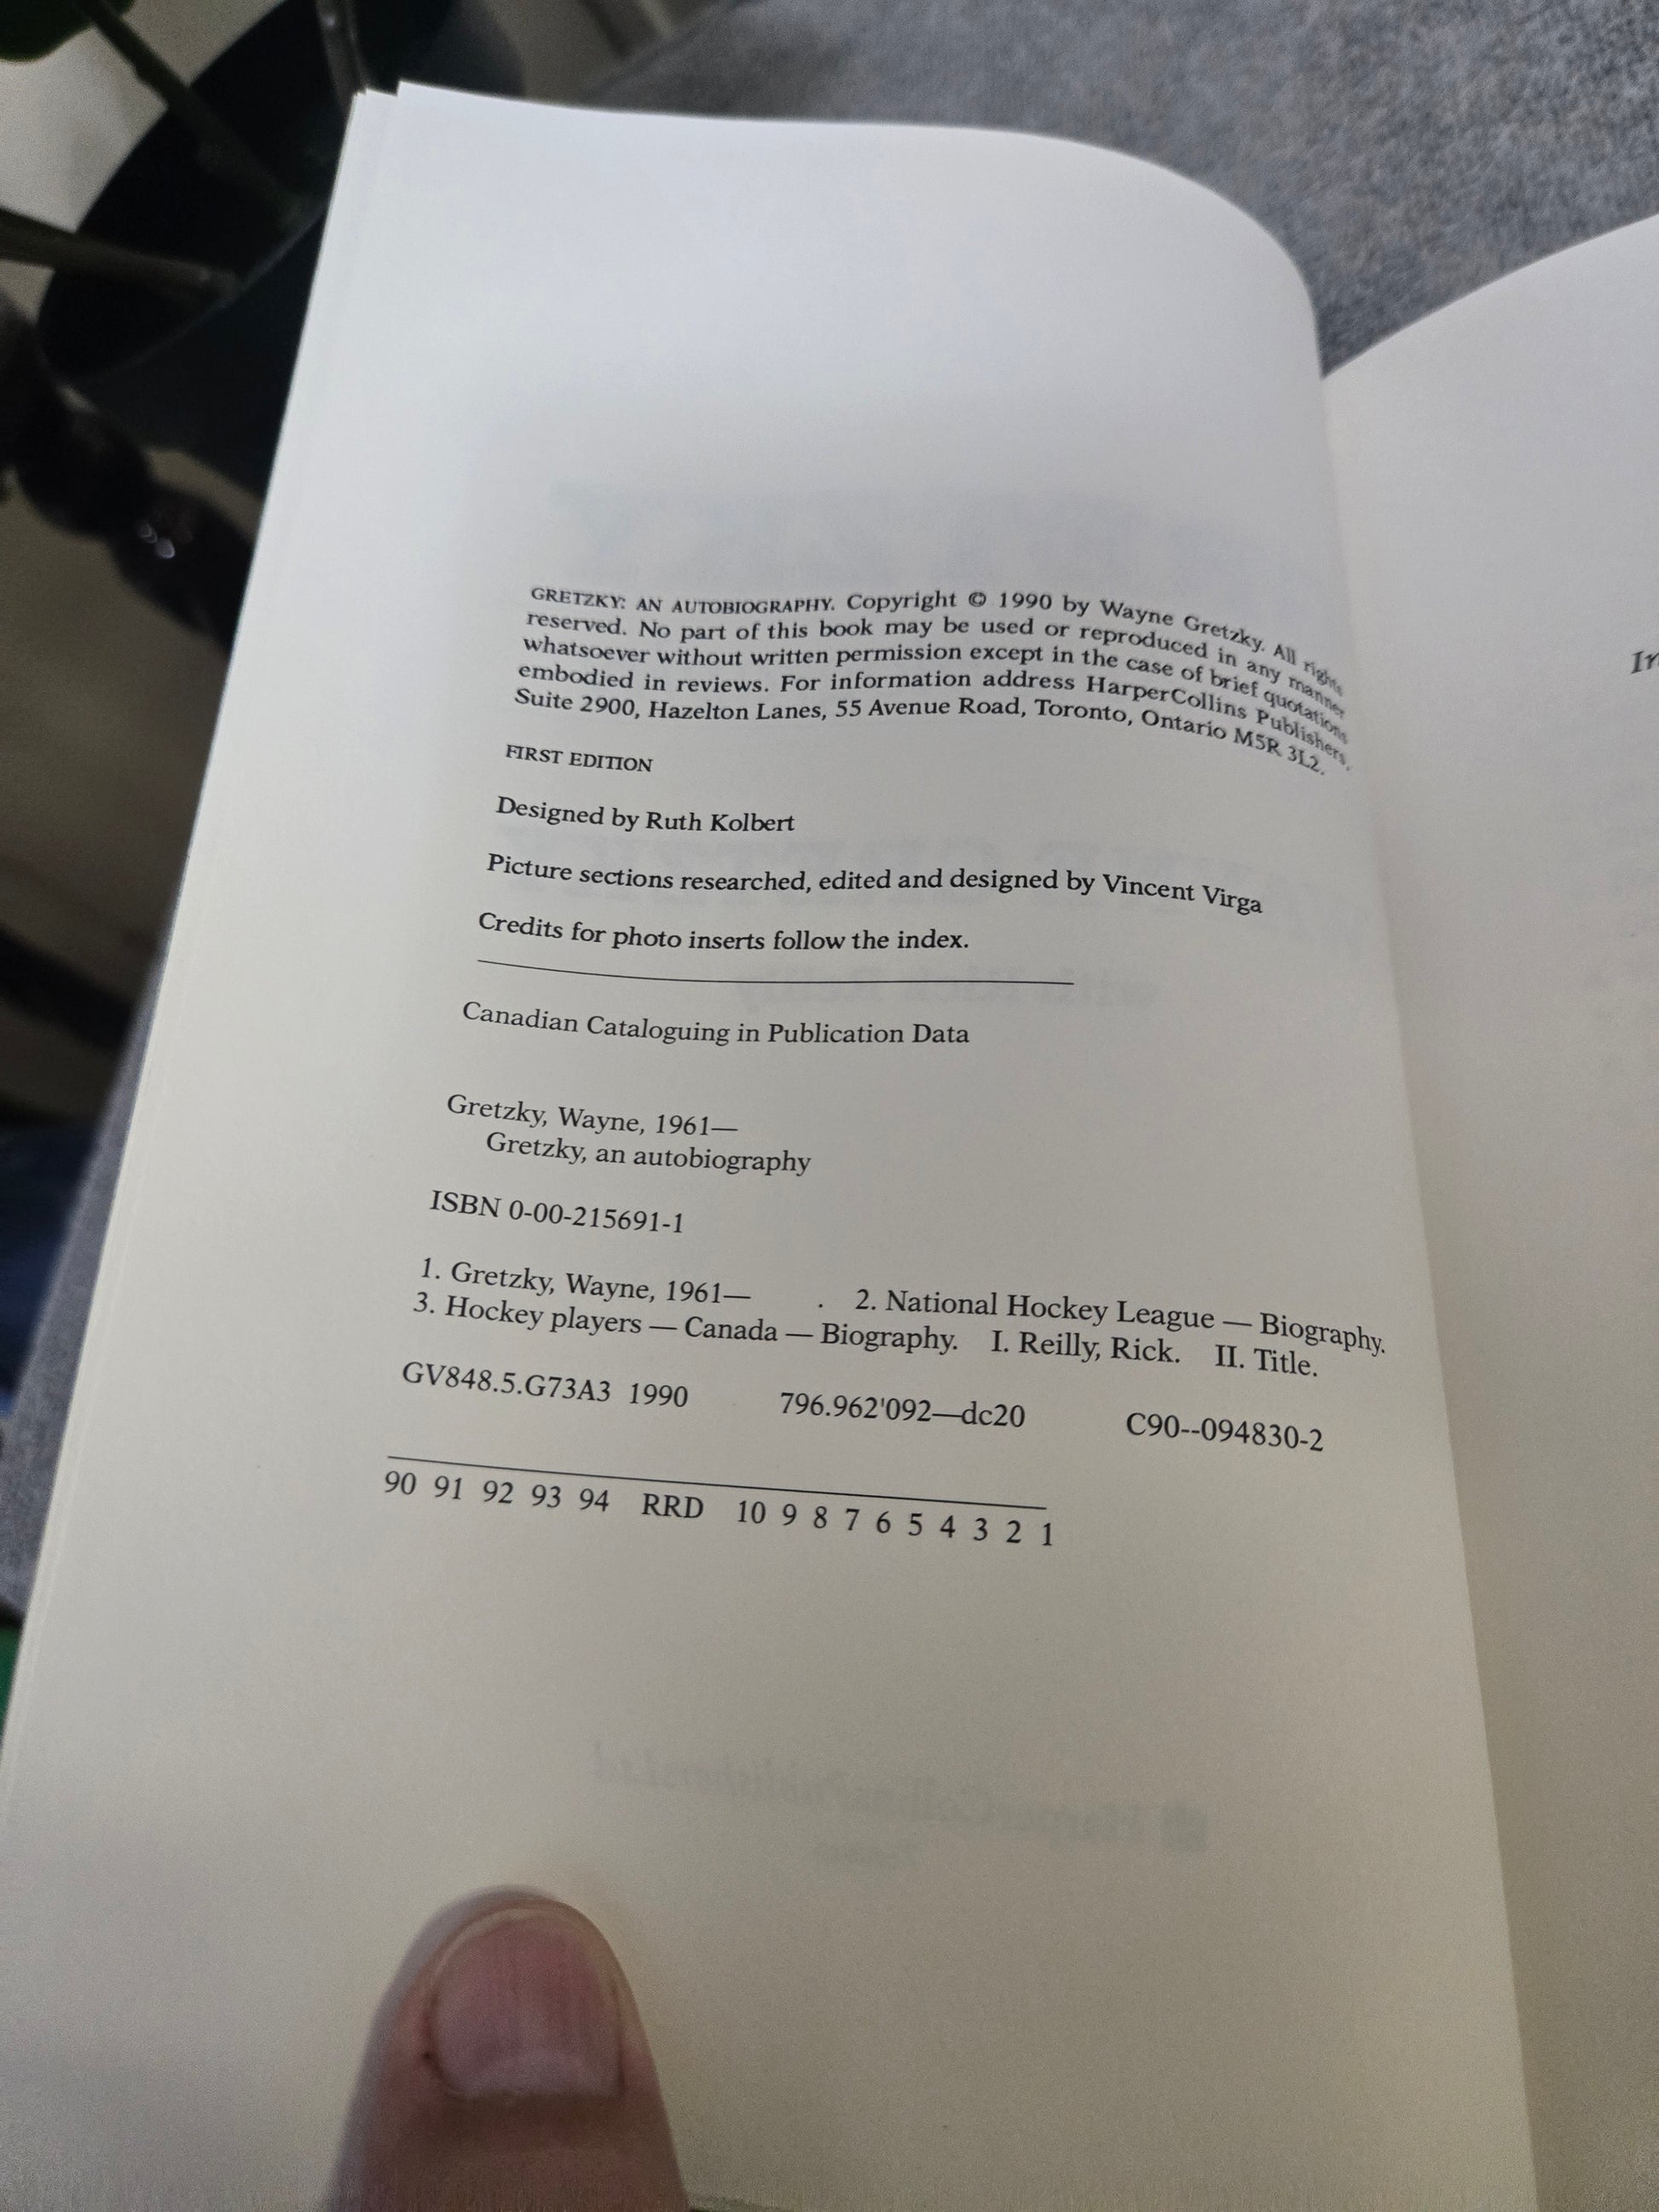 GRETZKY: AN AUTOBIOGRAPHY. Copyright © 1990 by Wayne Gretzky. All rights
reserved. No part of this book may be used or reproduced in any manner
whatsoever without written permission except in the case of brief quotations
embodied in reviews. For information address HarperCollins Publishers,
Suite 2900, Hazelton Lanes, 55 Avenue Road, Toronto, Ontario M5R 3L2.
FIRST EDITION
Designed by Ruth Kolbert
Picture sections researched, edited and designed by Vincent Virga
Credits for photo inserts follow the index.
Canadian Cataloguing in Publication Data
Gretzky, Wayne, 1961—
Gretzky, an autobiography
ISBN 0-00-215691-1
1. Gretzky, Wayne, 1961— . 2. National Hockey League — Biography.
3. Hockey players — Canada — Biography. I. Reilly, Rick. II. Title.
GV848.5.G73A3 1990 796.962'092—dc20 C90--094830-2
90 91 92 93 94 RRD 10 9 8 7 6 5 4 3 2 1